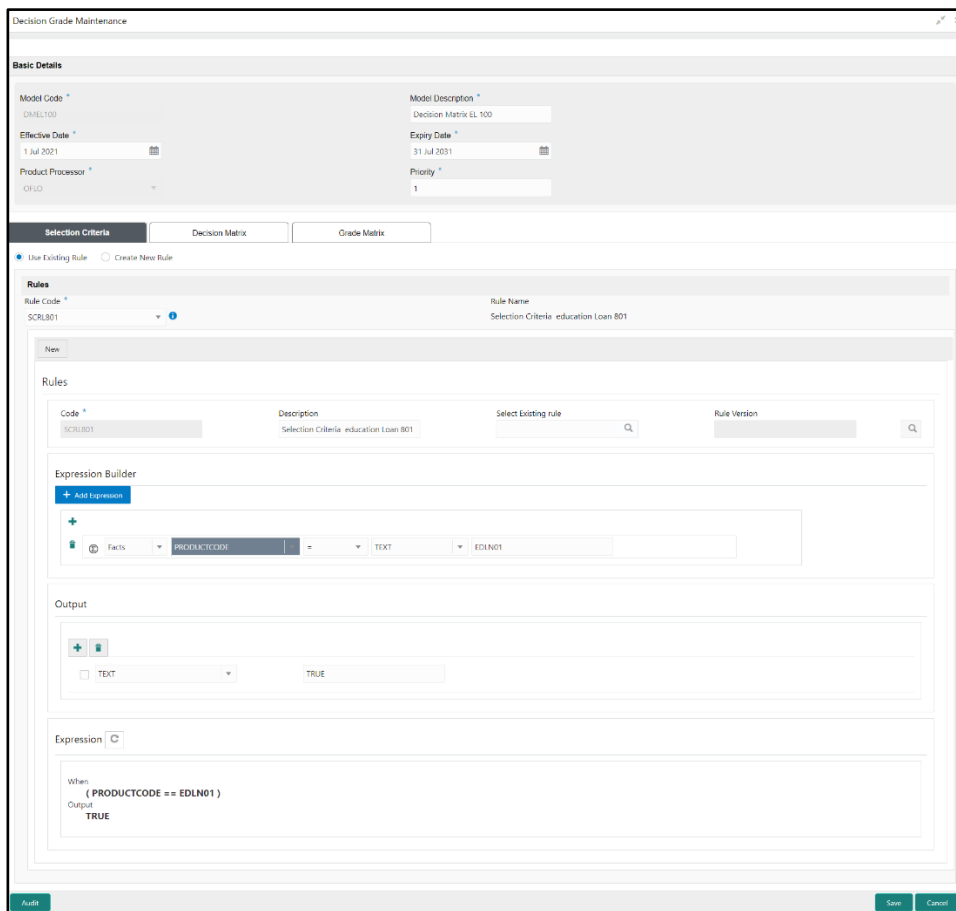 Decision Grade Maintenance
Basic Details
Model Code *
Model Description *
DMEL100
Decision Matrix EL 100
Effective Date *
Expiry Date *
1 Jul 2021
31 Jul 2031
Product Processor *
Priority *
OFLO
1
Selection Criteria
Decision Matrix
Grade Matrix
Use Existing Rule
Create New Rule
Rules
Rule Code *
Rule Name
SCRL801
Selection Criteria education Loan 801
New
Rules
Code *
Description
Select Existing rule
Rule Version
SCRL801
Selection Criteria education Loan 801
Expression Builder
+ Add Expression
Facts
PRODUCTCODE
=
TEXT
EDLN01
Output
TEXT
TRUE
Expression
When
( PRODUCTCODE == EDLN01 )
Output
TRUE
Audit
Save
Cancel